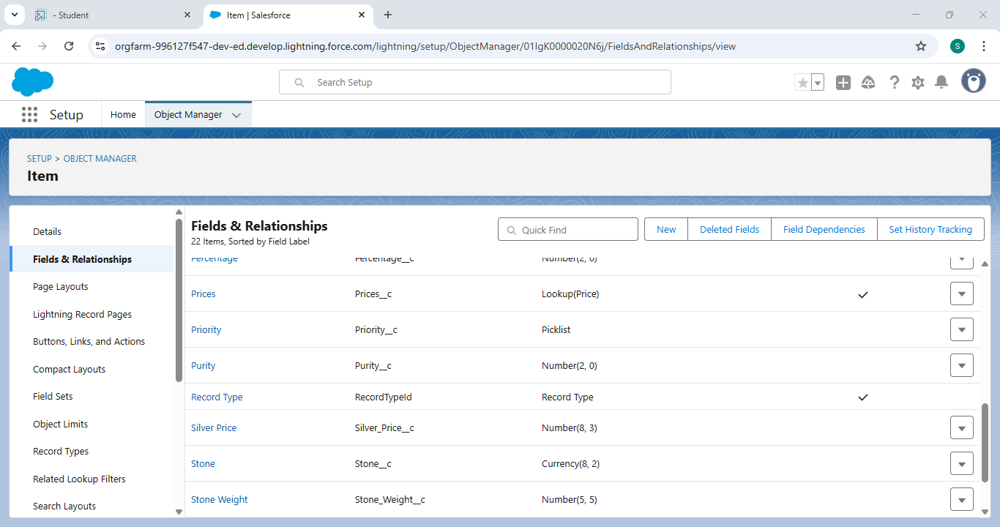 - Student
Item | Salesforce
orgfarm-996127f547-dev-ed.develop.lightning.force.com/lightning/setup/ObjectManager/01IgK0000020N6j/FieldsAndRelationships/view
S
Search Setup
Setup
Home
Object Manager
SETUP > OBJECT MANAGER
Item
Details
Fields & Relationships
Page Layouts
Lightning Record Pages
Buttons, Links, and Actions
Compact Layouts
Field Sets
Object Limits
Record Types
Related Lookup Filters
Search Layouts
Fields & Relationships
22 Items, Sorted by Field Label
Quick Find
New
Deleted Fields
Field Dependencies
Set History Tracking
Percentage Percentage__c Number(2, 0)
Prices Prices__c Lookup(Price)
Priority Priority__c Picklist
Purity Purity__c Number(2, 0)
Record Type RecordTypeId Record Type
Silver Price Silver_Price__c Number(8, 3)
Stone Stone__c Currency(8, 2)
Stone Weight Stone_Weight__c Number(5, 5)